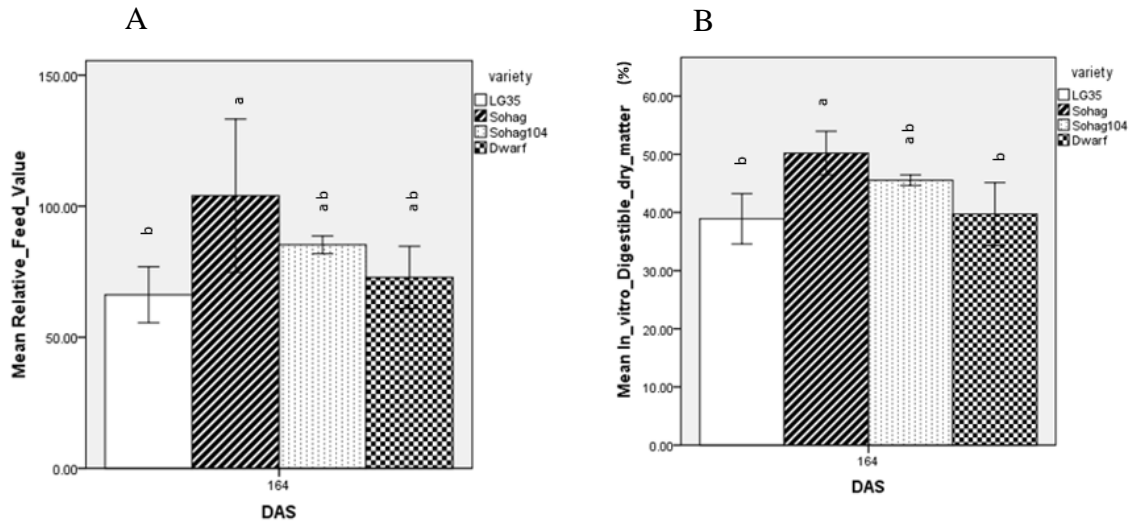 A
Mean Relative_Feed_Value
150.00
100.00
50.00
0.00
b
a
a b
a b
164
DAS
variety
LG35
Sohag
Sohag104
Dwarf
B
Mean In_vitro_Digestible_dry_matter (%)
60.00
50.00
40.00
30.00
20.00
10.00
0.00
b
a
a b
b
164
DAS
variety
LG35
Sohag
Sohag104
Dwarf